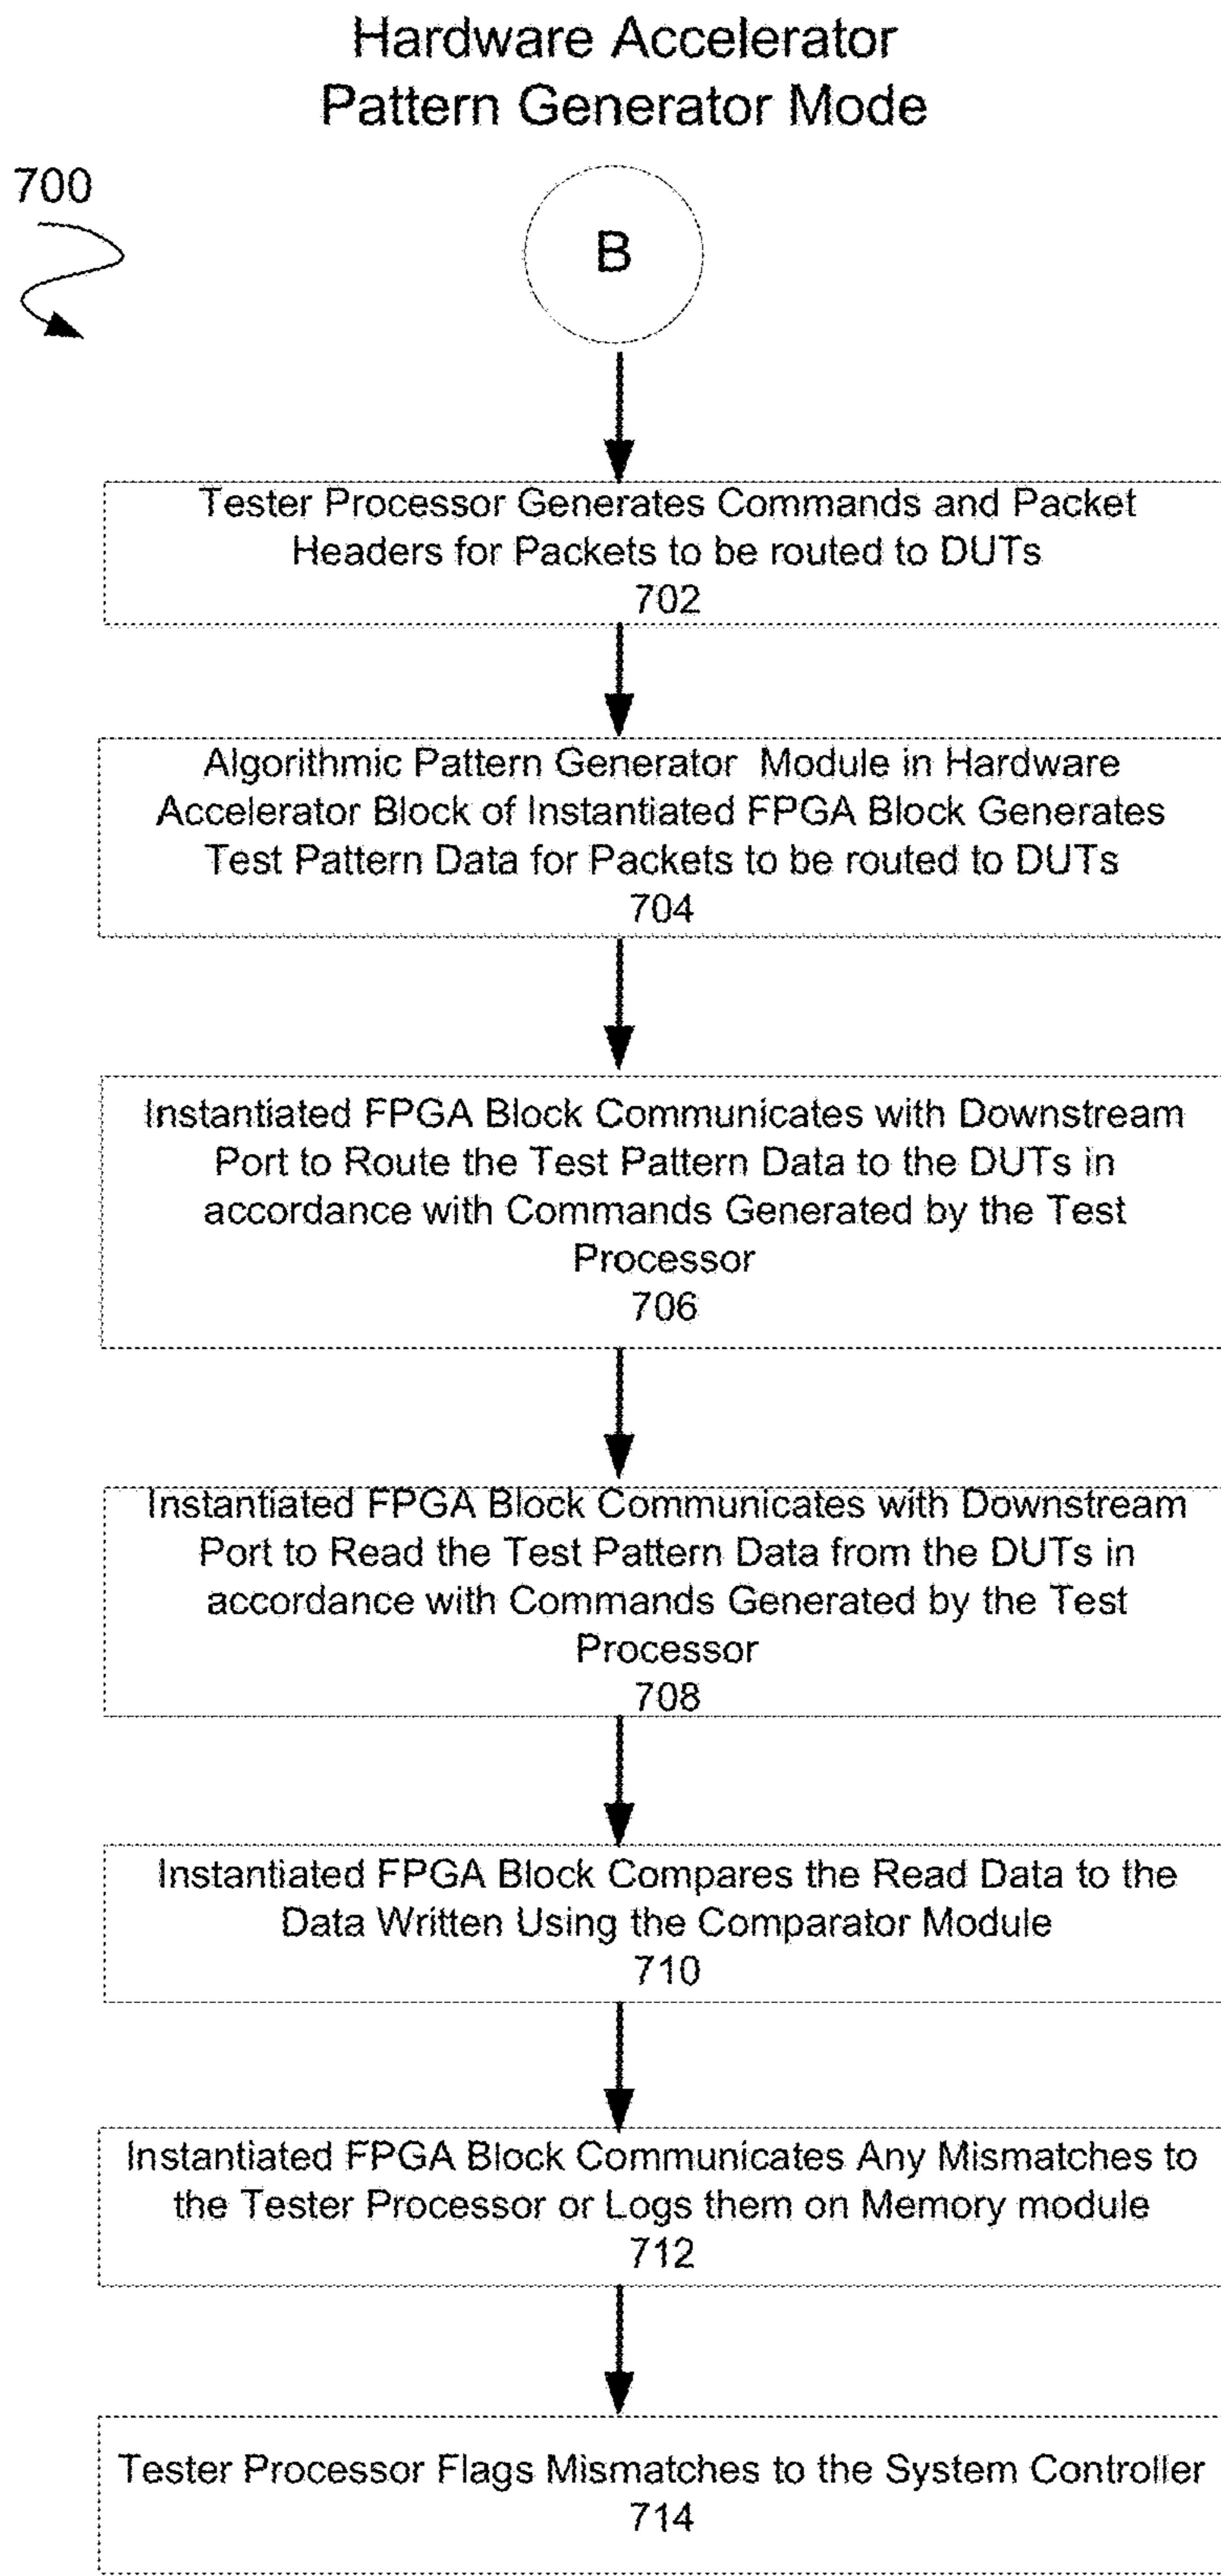 Hardware Accelerator
Pattern Generator Mode
700
B
Tester Processor Generates Commands and Packet
Headers for Packets to be routed to DUTs
702
Algorithmic Pattern Generator Module in Hardware
Accelerator Block of Instantiated FPGA Block Generates
Test Pattern Data for Packets to be routed to DUTs
704
Instantiated FPGA Block Communicates with Downstream
Port to Route the Test Pattern Data to the DUTs in
accordance with Commands Generated by the Test
Processor
706
Instantiated FPGA Block Communicates with Downstream
Port to Read the Test Pattern Data from the DUTs in
accordance with Commands Generated by the Test
Processor
708
Instantiated FPGA Block Compares the Read Data to the
Data Written Using the Comparator Module
710
Instantiated FPGA Block Communicates Any Mismatches to
the Tester Processor or Logs them on Memory module
712
Tester Processor Flags Mismatches to the System Controller
714